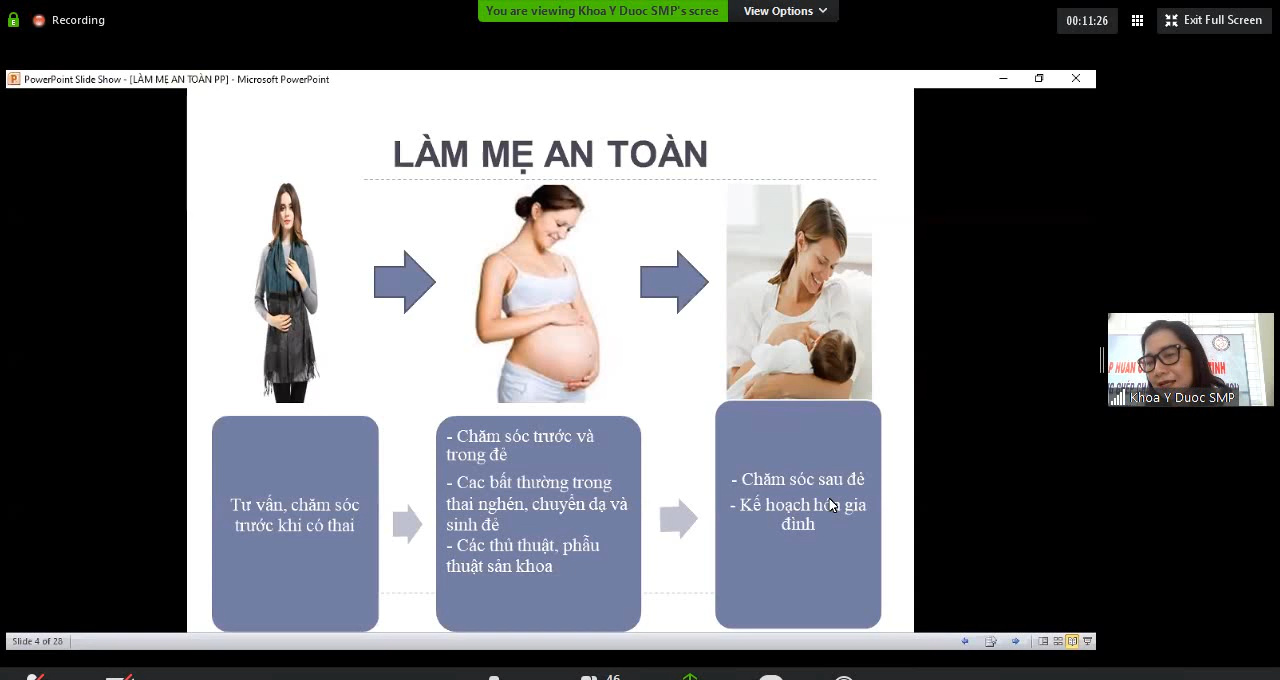 Recording
You are viewing Khoa Y Duoc SMP's scree
View Options
00:11:26
Exit Full Screen
PowerPoint Slide Show - [LÀM MẸ AN TOÀN PP] - Microsoft PowerPoint
LÀM MẸ AN TOÀN
Tư vấn, chăm sóc
trước khi có thai
- Chăm sóc trước và
trong đẻ
- Cac bất thường trong
thai nghén, chuyển dạ và
sinh đẻ
- Các thủ thuật, phẫu
thuật sản khoa
- Chăm sóc sau đẻ
- Kế hoạch hóa gia
đình
Khoa Y Duoc SMP
Slide 4 of 28
46